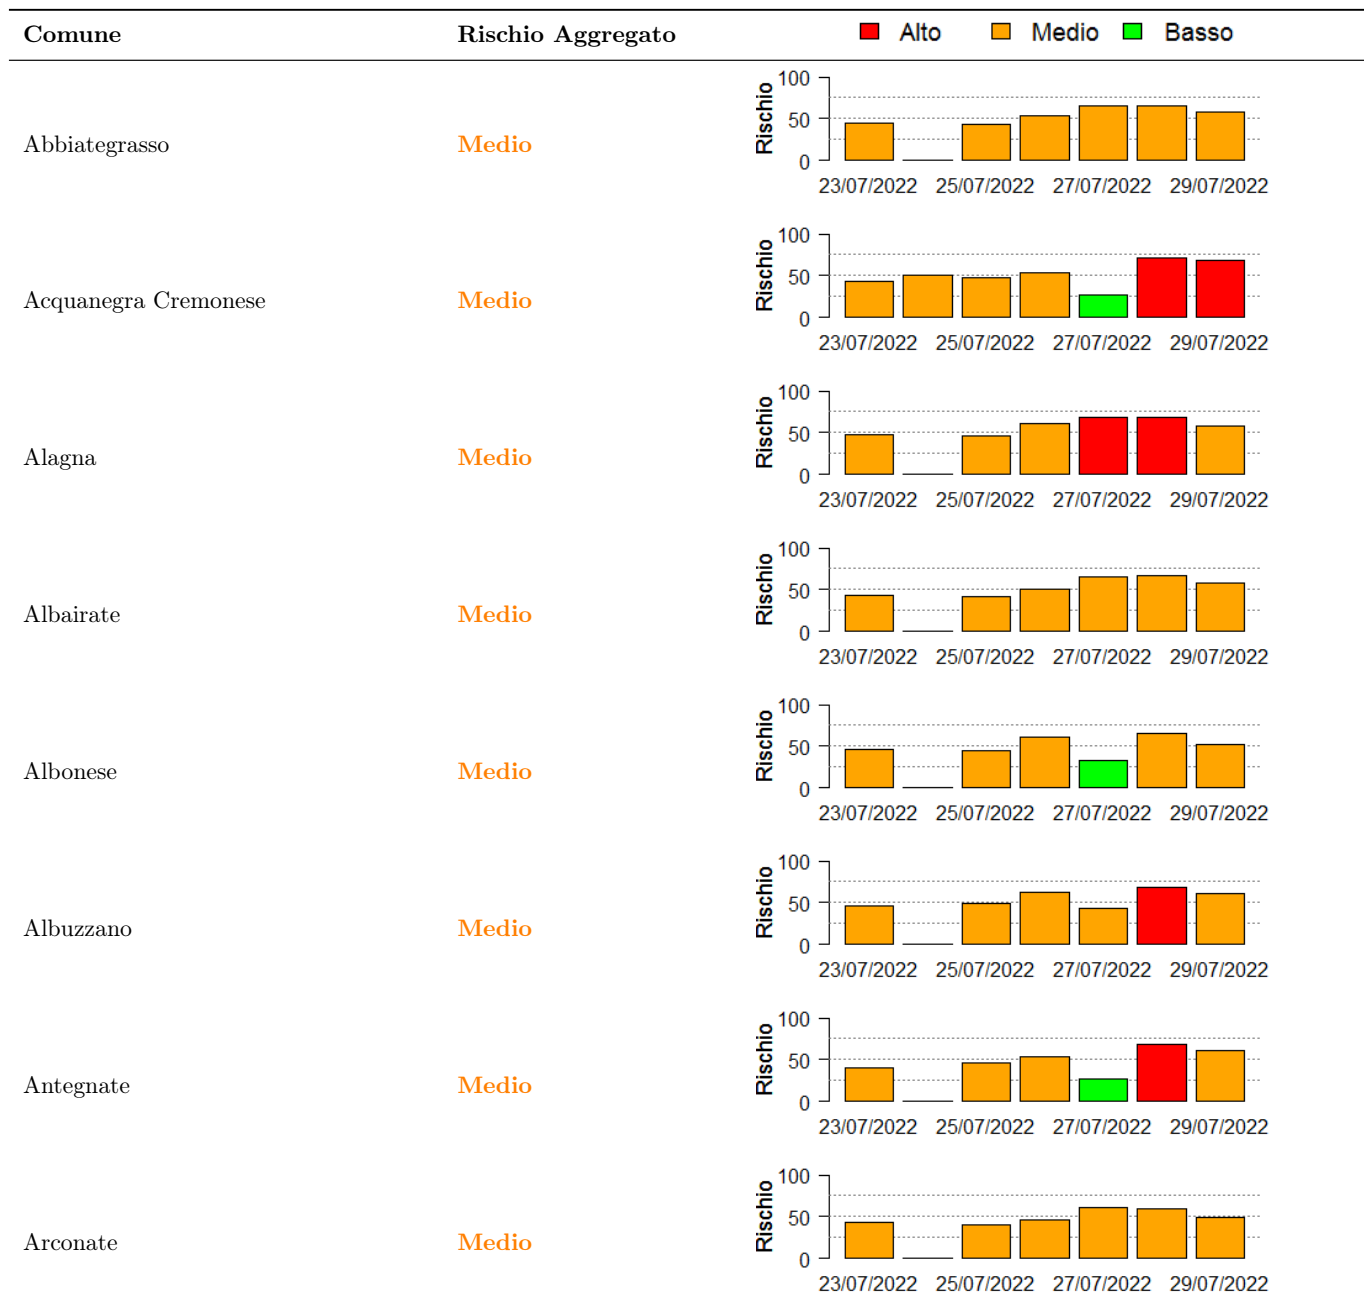 Comune Rischio Aggregato Alto Medio Basso
100
Rischio
50
Abbiategrasso Medio
0
23/07/2022 25/07/2022 27/07/2022 29/07/2022
100
Rischio
50
Acquanegra Cremonese Medio
0
23/07/2022 25/07/2022 27/07/2022 29/07/2022
100
Rischio
50
Alagna Medio
0
23/07/2022 25/07/2022 27/07/2022 29/07/2022
100
Rischio
50
Albairate Medio
0
23/07/2022 25/07/2022 27/07/2022 29/07/2022
100
Rischio
50
Albonese Medio
0
23/07/2022 25/07/2022 27/07/2022 29/07/2022
100
Rischio
50
Albuzzano Medio
0
23/07/2022 25/07/2022 27/07/2022 29/07/2022
100
Rischio
50
Antegnate Medio
0
23/07/2022 25/07/2022 27/07/2022 29/07/2022
100
Rischio
50
Arconate Medio
0
23/07/2022 25/07/2022 27/07/2022 29/07/2022